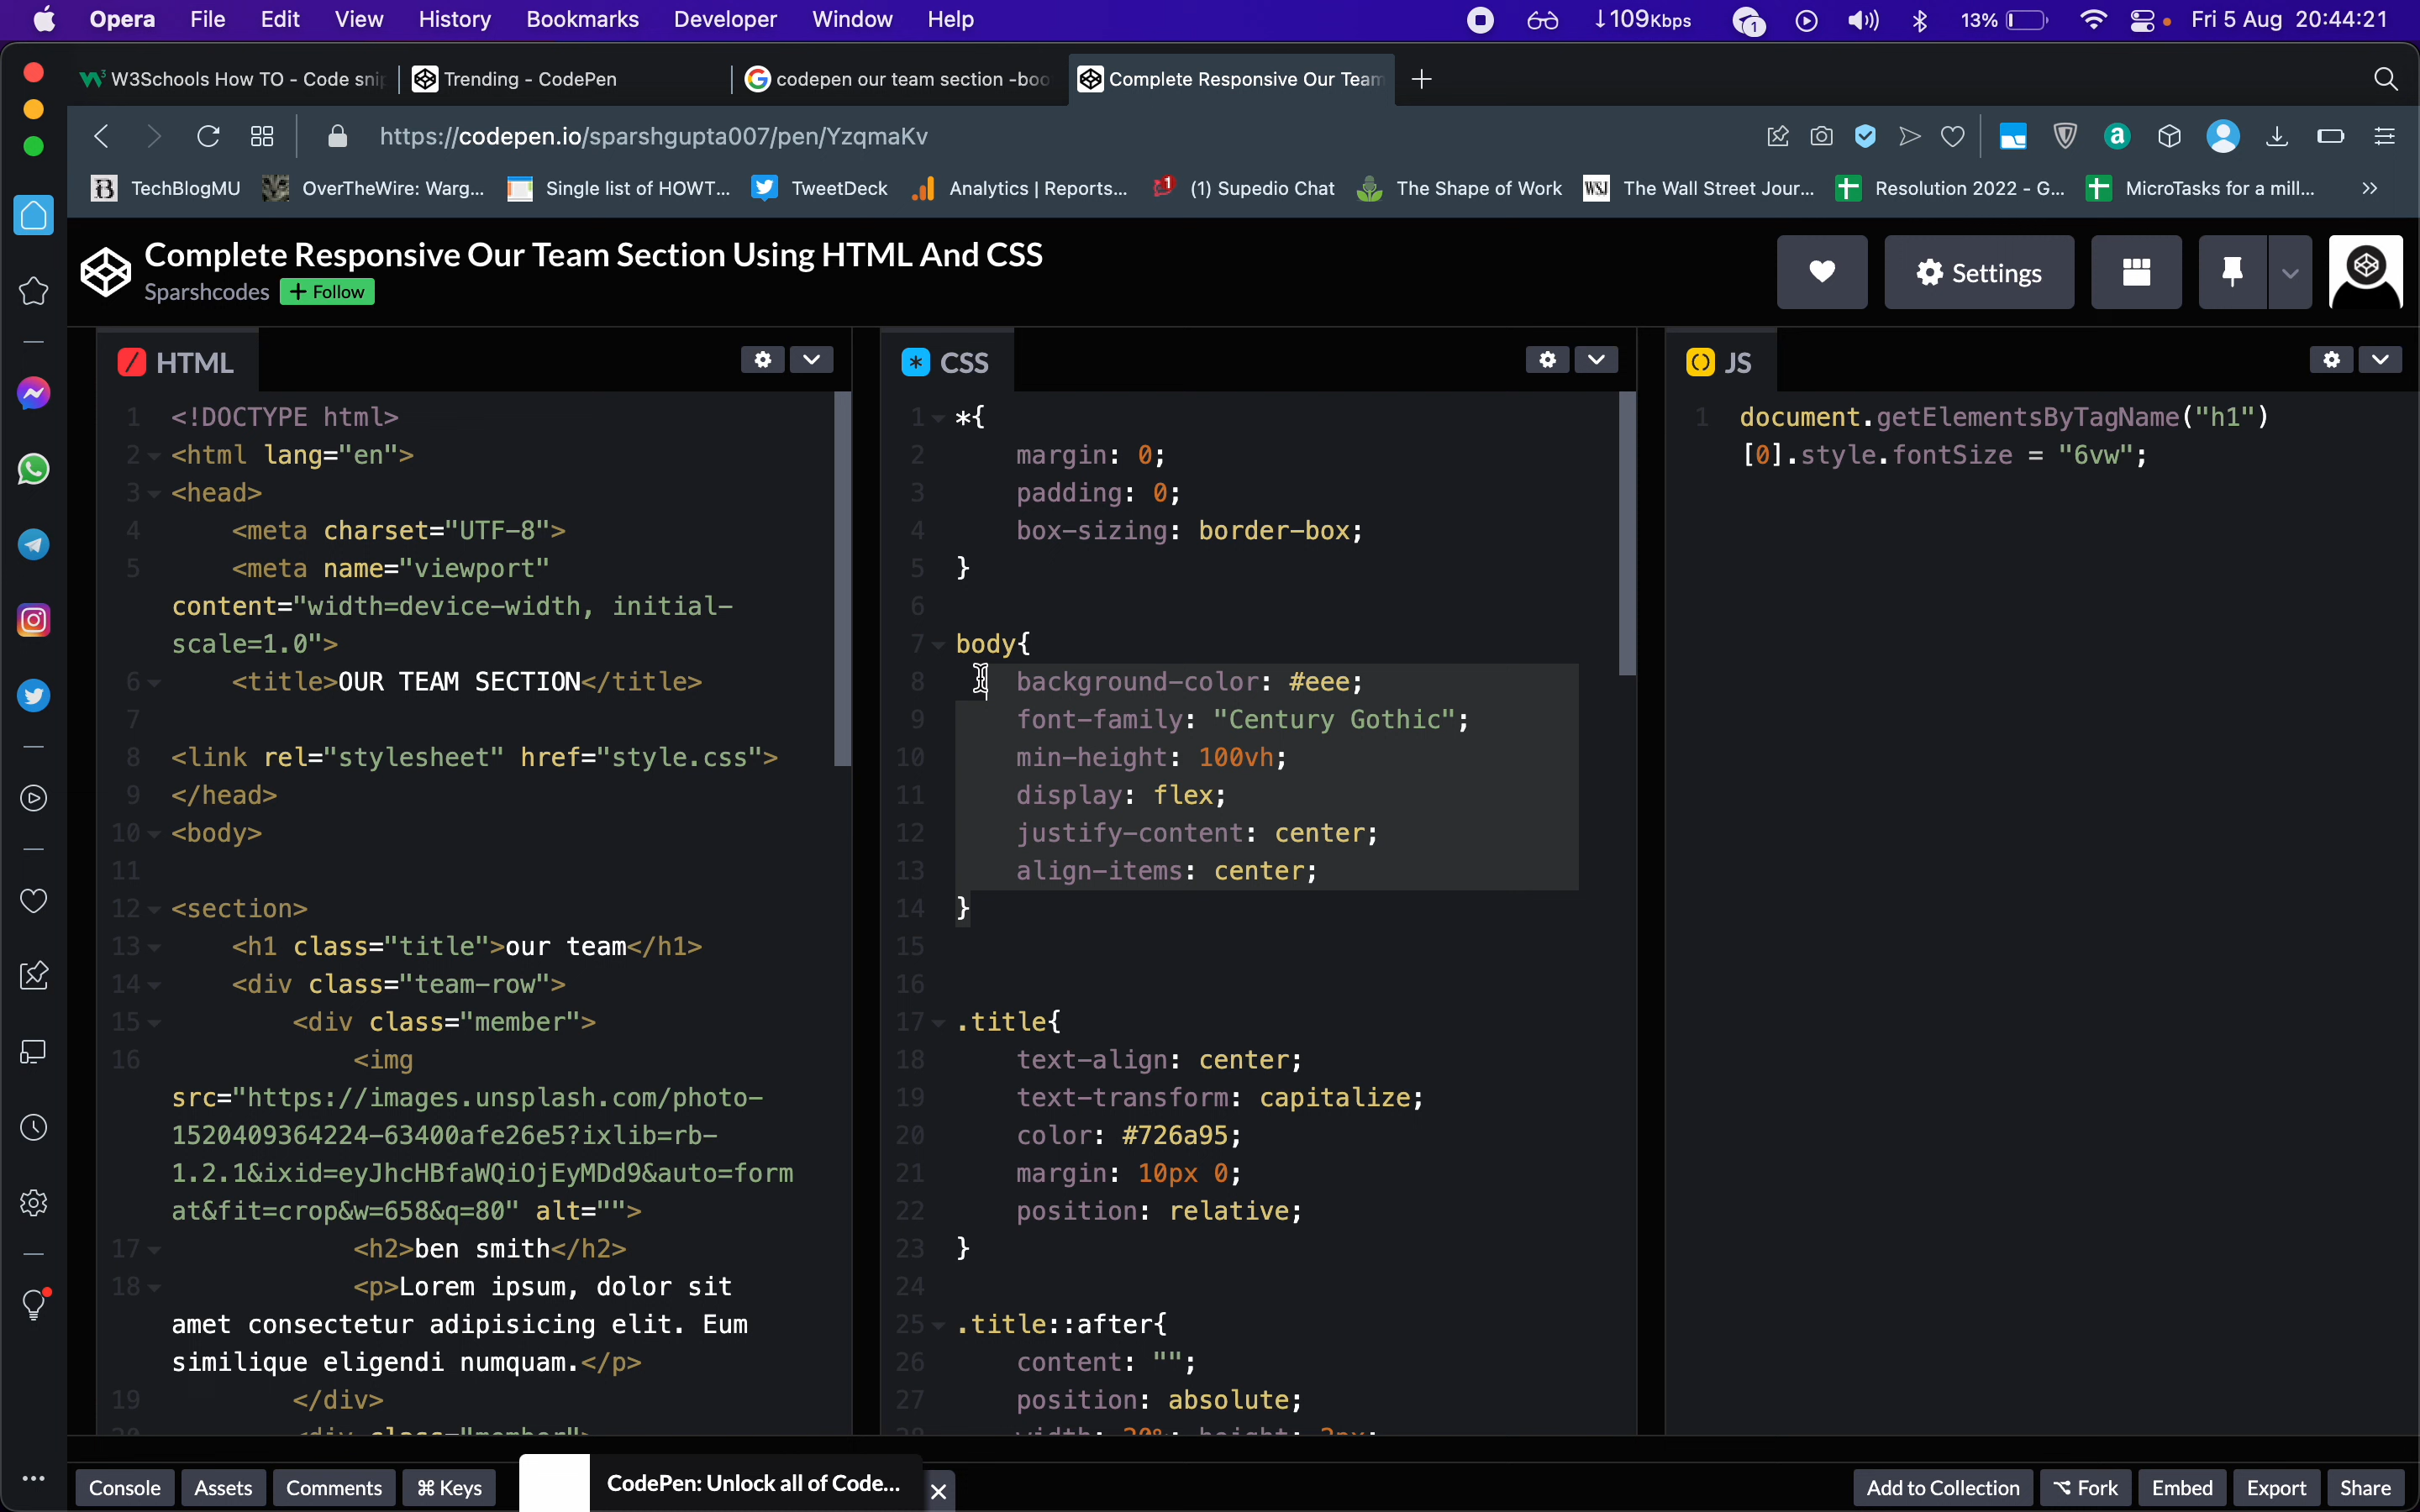 Opera File Edit View History Bookmarks Developer Window Help ↓109Kbps 1 13% Fri 5 Aug 20:44:21
W3Schools How TO - Code snip Trending - CodePen codepen our team section -boo Complete Responsive Our Team
https://codepen.io/sparshgupta007/pen/YzqmaKv
TechBlogMU OverTheWire: Warg... Single list of HOWT... TweetDeck Analytics | Reports... (1) Supedio Chat The Shape of Work WSJ The Wall Street Jour... Resolution 2022 - G... MicroTasks for a mill... »
Complete Responsive Our Team Section Using HTML And CSS
Sparshcodes + Follow
Settings
HTML
1 <!DOCTYPE html>
2 <html lang="en">
3 <head>
4 <meta charset="UTF-8">
5 <meta name="viewport"
content="width=device-width, initial-
scale=1.0">
6 <title>OUR TEAM SECTION</title>
7
8 <link rel="stylesheet" href="style.css">
9 </head>
10 <body>
11
12 <section>
13 <h1 class="title">our team</h1>
14 <div class="team-row">
15 <div class="member">
16 <img
src="https://images.unsplash.com/photo-
1520409364224-63400afe26e5?ixlib=rb-
1.2.1&ixid=eyJhcHBfaWQiOjEyMDd9&auto=form
at&fit=crop&w=658&q=80" alt="">
17 <h2>ben smith</h2>
18 <p>Lorem ipsum, dolor sit
amet consectetur adipisicing elit. Eum
similique eligendi numquam.</p>
19 </div>
20 <div class="member">
CSS
1 *{
2 margin: 0;
3 padding: 0;
4 box-sizing: border-box;
5 }
6
7 body{
8 background-color: #eee;
9 font-family: "Century Gothic";
10 min-height: 100vh;
11 display: flex;
12 justify-content: center;
13 align-items: center;
14 }
15
16
17 .title{
18 text-align: center;
19 text-transform: capitalize;
20 color: #726a95;
21 margin: 10px 0;
22 position: relative;
23 }
24
25 .title::after{
26 content: "";
27 position: absolute;
JS
1 document.getElementsByTagName("h1")
[0].style.fontSize = "6vw";
Console Assets Comments ⌘ Keys CodePen: Unlock all of Code... × Add to Collection Fork Embed Export Share